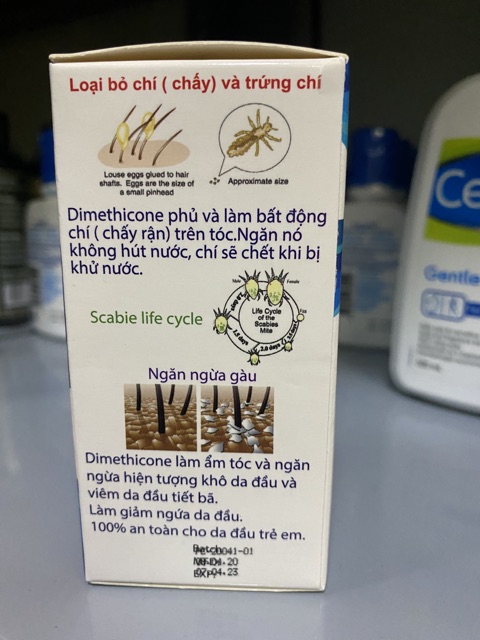 Loại bỏ chí ( chấy) và trứng chí
Louse eggs glued to hair
shafts. Eggs are the size of
a small pinhead
Approximate size
Dimethicone phủ và làm bất động
chí ( chấy rận) trên tóc.Ngăn nó
không hút nước, chí sẽ chết khi bị
khử nước.
Scabie life cycle
Male
Female
Egg
Life Cycle
of the
Scabies
Mite
Ngăn ngừa gàu
Dimethicone làm ẩm tóc và ngăn
ngừa hiện tượng khô da đầu và
viêm da đầu tiết bã.
Làm giảm ngứa da đầu.
100% an toàn cho da đầu trẻ em.
Ce
Gentle